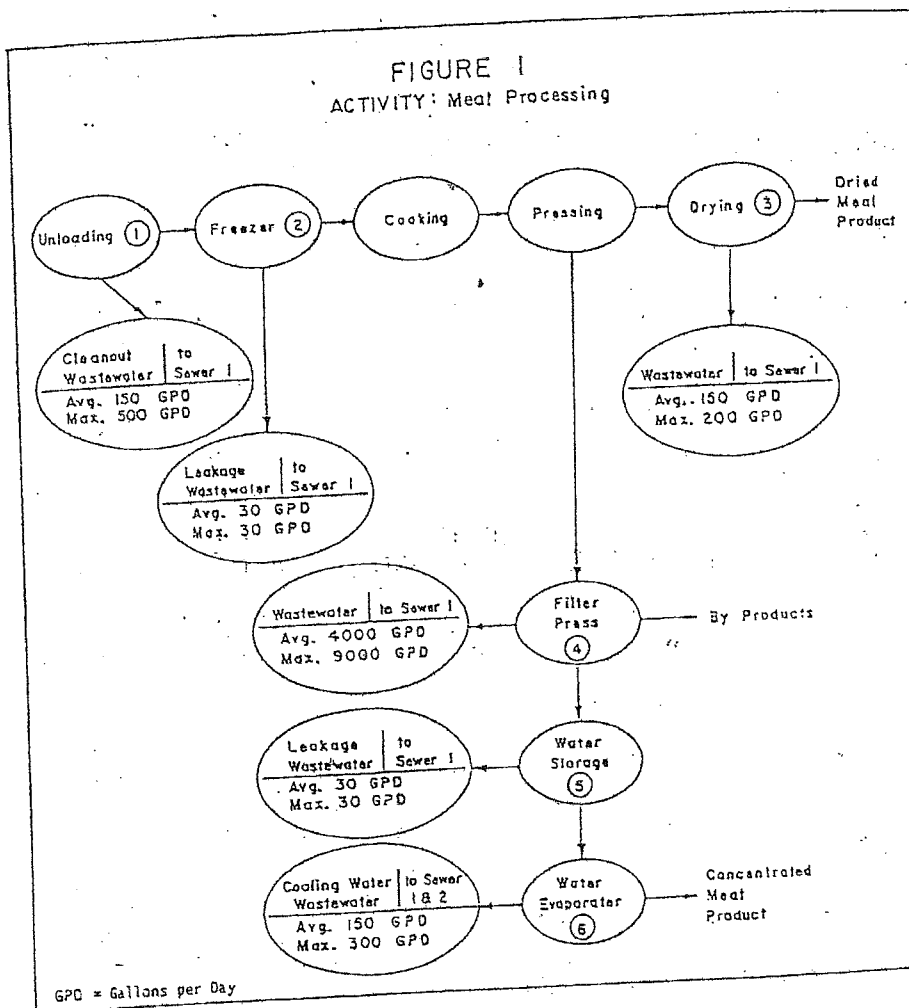 FIGURE 1
ACTIVITY: Meat Processing
Unloading 1
Freezer 2
Cooking
Pressing
Drying 3
Dried
Meal
Product
Cleanout
Wastewater
to
Sewer 1
Avg. 150 GPD
Max. 500 GPD
Leakage
Wastewater
to
Sewer 1
Avg. 30 GPD
Max. 30 GPD
Wastewater to Sewer 1
Avg. 150 GPD
Max. 200 GPD
Wastewater to Sewer 1
Avg. 4000 GPD
Max. 9000 GPD
Filter
Press
4
By Products
Leakage
Wastewater
to
Sewer 1
Avg. 30 GPD
Max. 30 GPD
Water
Storage
5
Cooling Water
Wastewater
to Sewer
1 & 2
Avg. 150 GPD
Max. 300 GPD
Water
Evaporater
6
Concentrated
Meat
Product
GPD = Gallons per Day